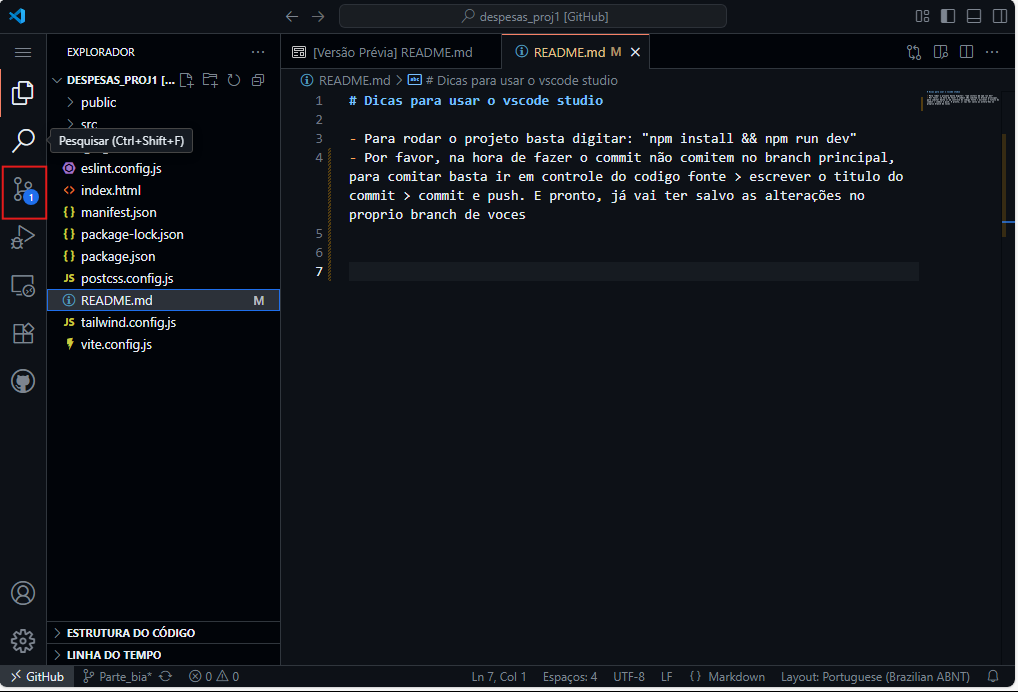 despesas_proj1 [GitHub]
EXPLORADOR
DESPESAS_PROJ1 [...
public
src
Pesquisar (Ctrl+Shift+F)
eslint.config.js
index.html
manifest.json
package-lock.json
package.json
postcss.config.js
README.md M
tailwind.config.js
vite.config.js
ESTRUTURA DO CÓDIGO
LINHA DO TEMPO
1
[Versão Prévia] README.md
README.md M
README.md > # Dicas para usar o vscode studio
1 # Dicas para usar o vscode studio
2
3 - Para rodar o projeto basta digitar: "npm install && npm run dev"
4 - Por favor, na hora de fazer o commit não comitem no branch principal,
para comitar basta ir em controle do codigo fonte > escrever o titulo do
commit > commit e push. E pronto, já vai ter salvo as alterações no
proprio branch de voces
5
6
7
GitHub Parte_bia* 0 0 Ln 7, Col 1 Espaços: 4 UTF-8 LF {} Markdown Layout: Portuguese (Brazilian ABNT)